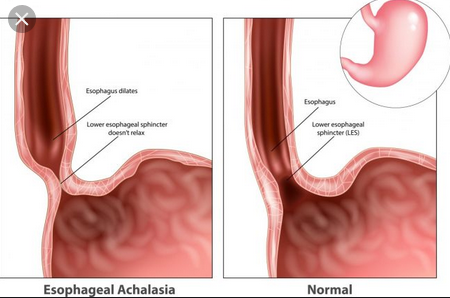 Esophagus dilates
Lower esophageal sphincter
doesn't relax
Esophageal Achalasia
Esophagus
Lower esophageal
sphincter (LES)
Normal